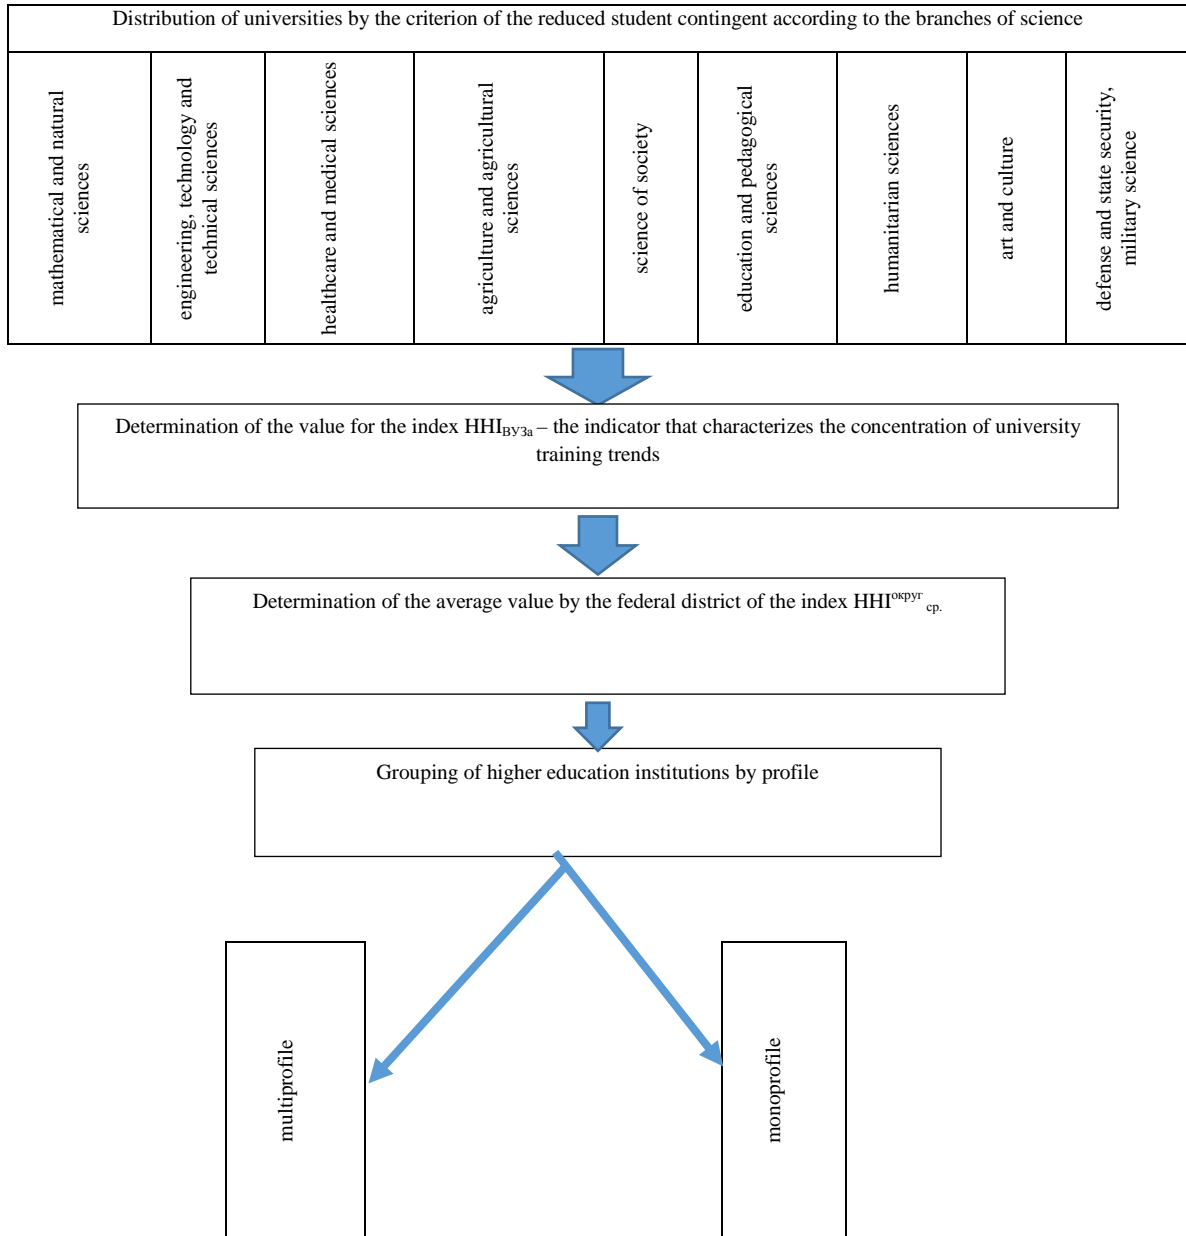 Distribution of universities by the criterion of the reduced student contingent according to the branches of science
mathematical and natural
sciences
engineering, technology and
technical sciences
healthcare and medical sciences
agriculture and agricultural
sciences
science of society
education and pedagogical
sciences
humanitarian sciences
art and culture
defense and state security,
military science
Determination of the value for the index HHIВУЗа – the indicator that characterizes the concentration of university
training trends
Determination of the average value by the federal district of the index HHIокруг ср.
Grouping of higher education institutions by profile
multiprofile
monoprofile